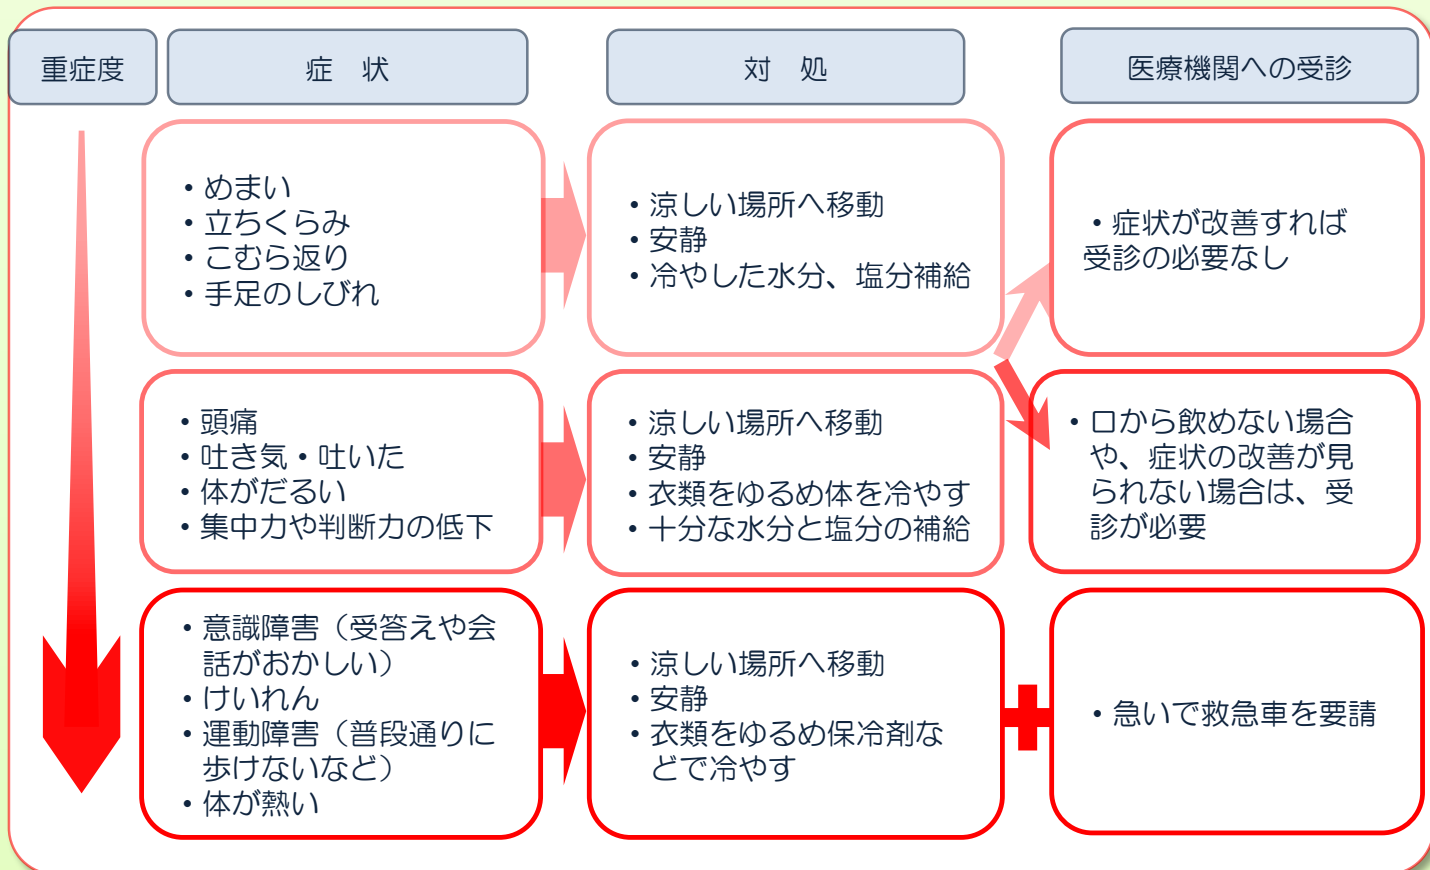 重症度
症　状
対　処
医療機関への受診
・めまい
・立ちくらみ
・こむら返り
・手足のしびれ
・涼しい場所へ移動
・安静
・冷やした水分、塩分補給
・症状が改善すれば
受診の必要なし
・頭痛
・吐き気・吐いた
・体がだるい
・集中力や判断力の低下
・涼しい場所へ移動
・安静
・衣類をゆるめ体を冷やす
・十分な水分と塩分の補給
・口から飲めない場合
や、症状の改善が見
られない場合は、受
診が必要
・意識障害（受答えや会
話がおかしい）
・けいれん
・運動障害（普段通りに
歩けないなど）
・体が熱い
・涼しい場所へ移動
・安静
・衣類をゆるめ保冷剤な
どで冷やす
・急いで救急車を要請